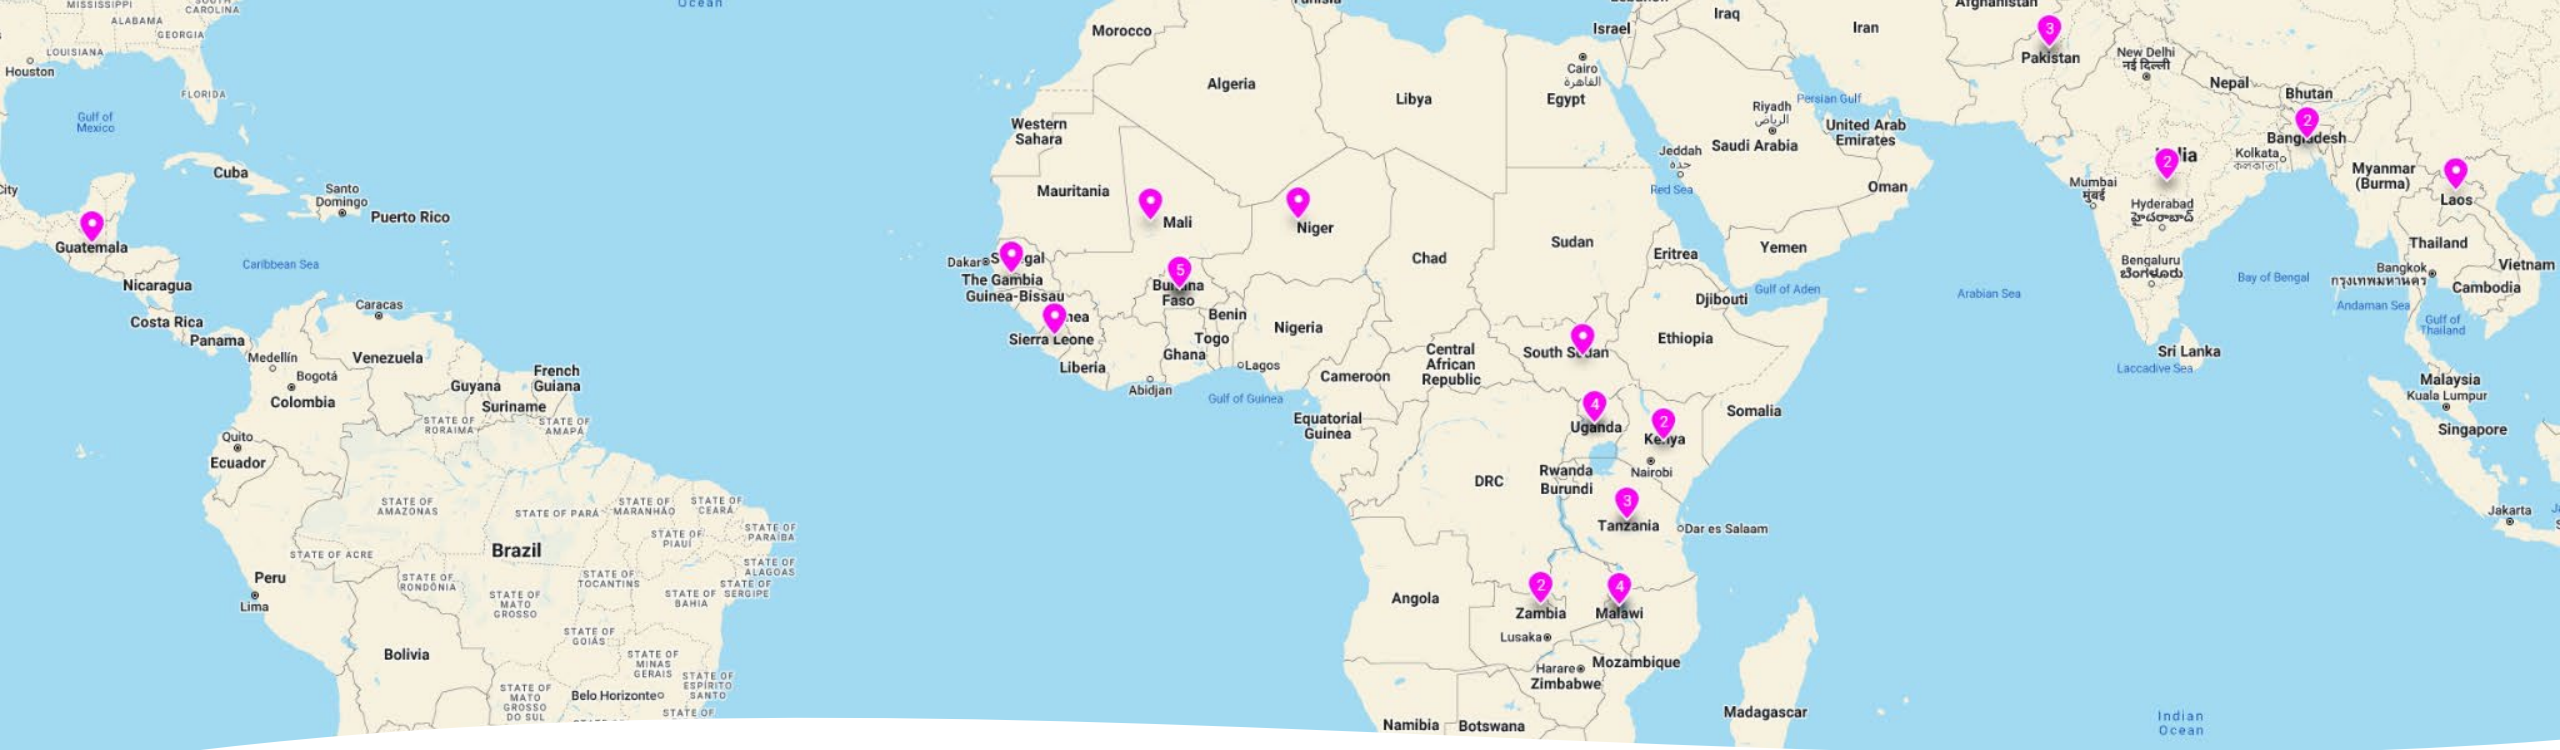 MISSISSIPPI
ALABAMA
SOUTH
CAROLINA
GEORGIA
LOUISIANA
Houston
FLORIDA
Gulf of
Mexico
City
Cuba
Santo
Domingo
Puerto Rico
Guatemala
Caribbean Sea
Nicaragua
Costa Rica
Panama
Caracas
Medellín
Venezuela
Bogotá
Colombia
Guyana
French
Guiana
Suriname
STATE OF
RORAIMA
STATE OF
AMAPÁ
Quito
Ecuador
STATE OF
AMAZONAS
STATE OF PARÁ
STATE OF
MARANHÃO
STATE OF
CEARÁ
STATE OF
PARAÍBA
STATE OF
PIAUÍ
STATE OF ACRE
Brazil
STATE OF
ALAGOAS
STATE OF
SERGIPE
Peru
Lima
STATE OF
RONDÔNIA
STATE OF
TOCANTINS
STATE OF
MATO
GROSSO
STATE OF
BAHIA
STATE OF
GOIÁS
Bolivia
STATE OF
MINAS
GERAIS
STATE OF
ESPÍRITO
SANTO
STATE OF
MATO
GROSSO
DO SUL
Belo Horizonte
STATE OF
Ocean
Morocco
Tunisia
Algeria
Libya
Western
Sahara
Mauritania
Mali
Niger
Dakar
The Gambia
Guinea-Bissau
5
Faso
Sierra Leone
Liberia
Benin
Togo
Ghana
Abidjan
Nigeria
Lagos
Gulf of Guinea
Cameroon
Equatorial
Guinea
Chad
Central
African
Republic
Israel
Cairo
القاهرة
Egypt
Sudan
Eritrea
Djibouti
Ethiopia
South Sudan
4
Uganda
2
Kenya
Somalia
DRC
Rwanda
Burundi
Nairobi
3
Tanzania
Dar es Salaam
Angola
2
Zambia
4
Malawi
Lusaka
Mozambique
Harare
Zimbabwe
Namibia
Botswana
Madagascar
Iraq
Iran
Riyadh
الرياض
Persian Gulf
United Arab
Emirates
Saudi Arabia
Jeddah
جدة
Red Sea
Oman
Yemen
Gulf of Aden
Arabian Sea
Afghanistan
3
Pakistan
New Delhi
नई दिल्ली
Nepal
Bhutan
2
Bangladesh
2
India
Kolkata
কলকাতা
Mumbai
मुंबई
Hyderabad
హైదరాబాద్
Bengaluru
ಬೆಂಗಳೂರು
Bay of Bengal
Sri Lanka
Laccadive Sea
Myanmar
(Burma)
Laos
Thailand
Bangkok
กรุงเทพมหานคร
Vietnam
Cambodia
Andaman Sea
Gulf of
Thailand
Malaysia
Kuala Lumpur
Singapore
Jakarta
Indian
Ocean